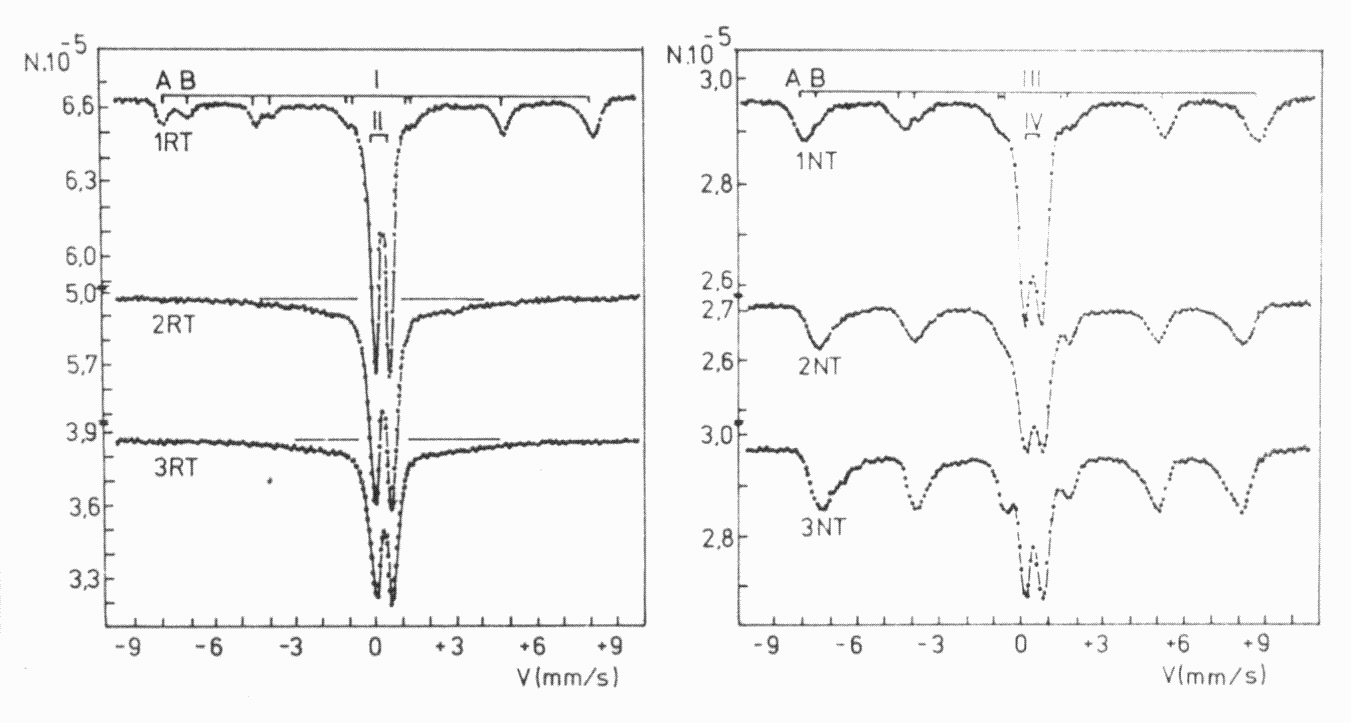 N.10^-5
A B I
6,6
II
1RT
6,3
6,0
5,0
2RT
5,7
3,9
3RT
3,6
3,3
-9 -6 -3 0 +3 +6 +9
V(mm/s)
N.10^-5
3,0
A B III
IV
1NT
2,8
2,6
2,7
2,6
2NT
3,0
3NT
2,8
-9 -6 -3 0 +3 +6 +9
V(mm/s)